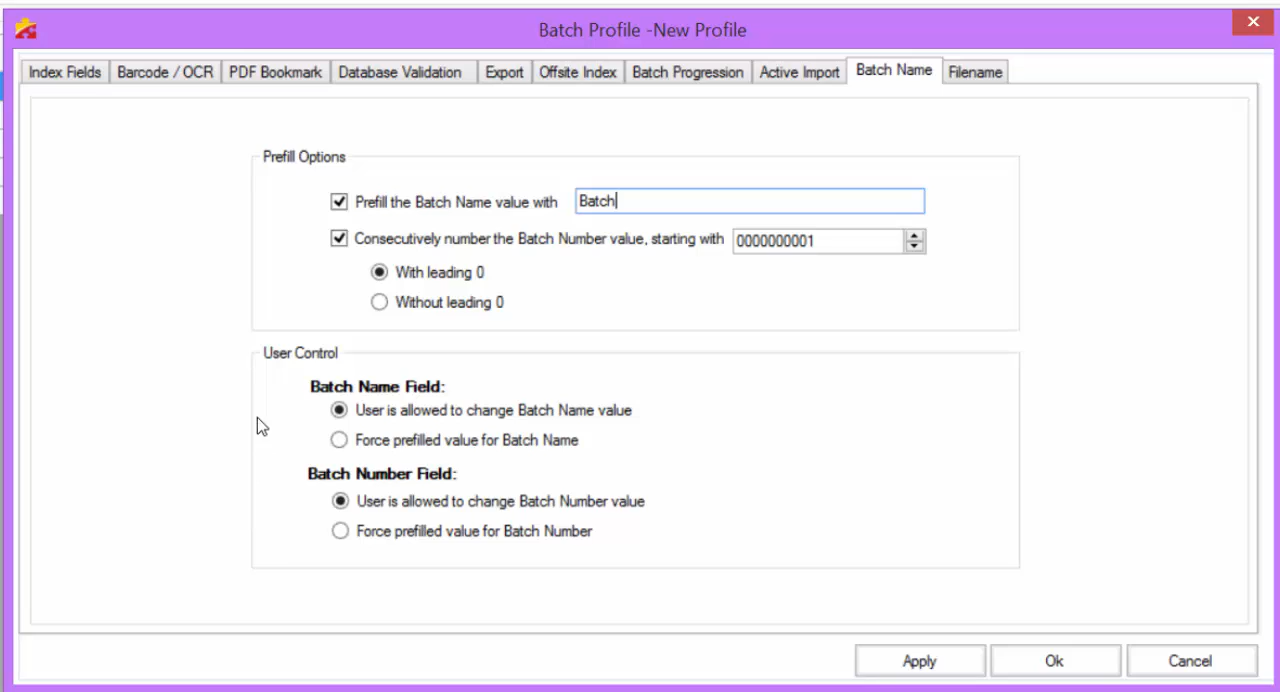 Batch Profile -New Profile
Index Fields Barcode / OCR PDF Bookmark Database Validation Export Offsite Index Batch Progression Active Import Batch Name Filename
Prefill Options
Prefill the Batch Name value with Batch
Consecutively number the Batch Number value, starting with 0000000001
With leading 0
Without leading 0
User Control
Batch Name Field:
User is allowed to change Batch Name value
Force prefilled value for Batch Name
Batch Number Field:
User is allowed to change Batch Number value
Force prefilled value for Batch Number
Apply Ok Cancel